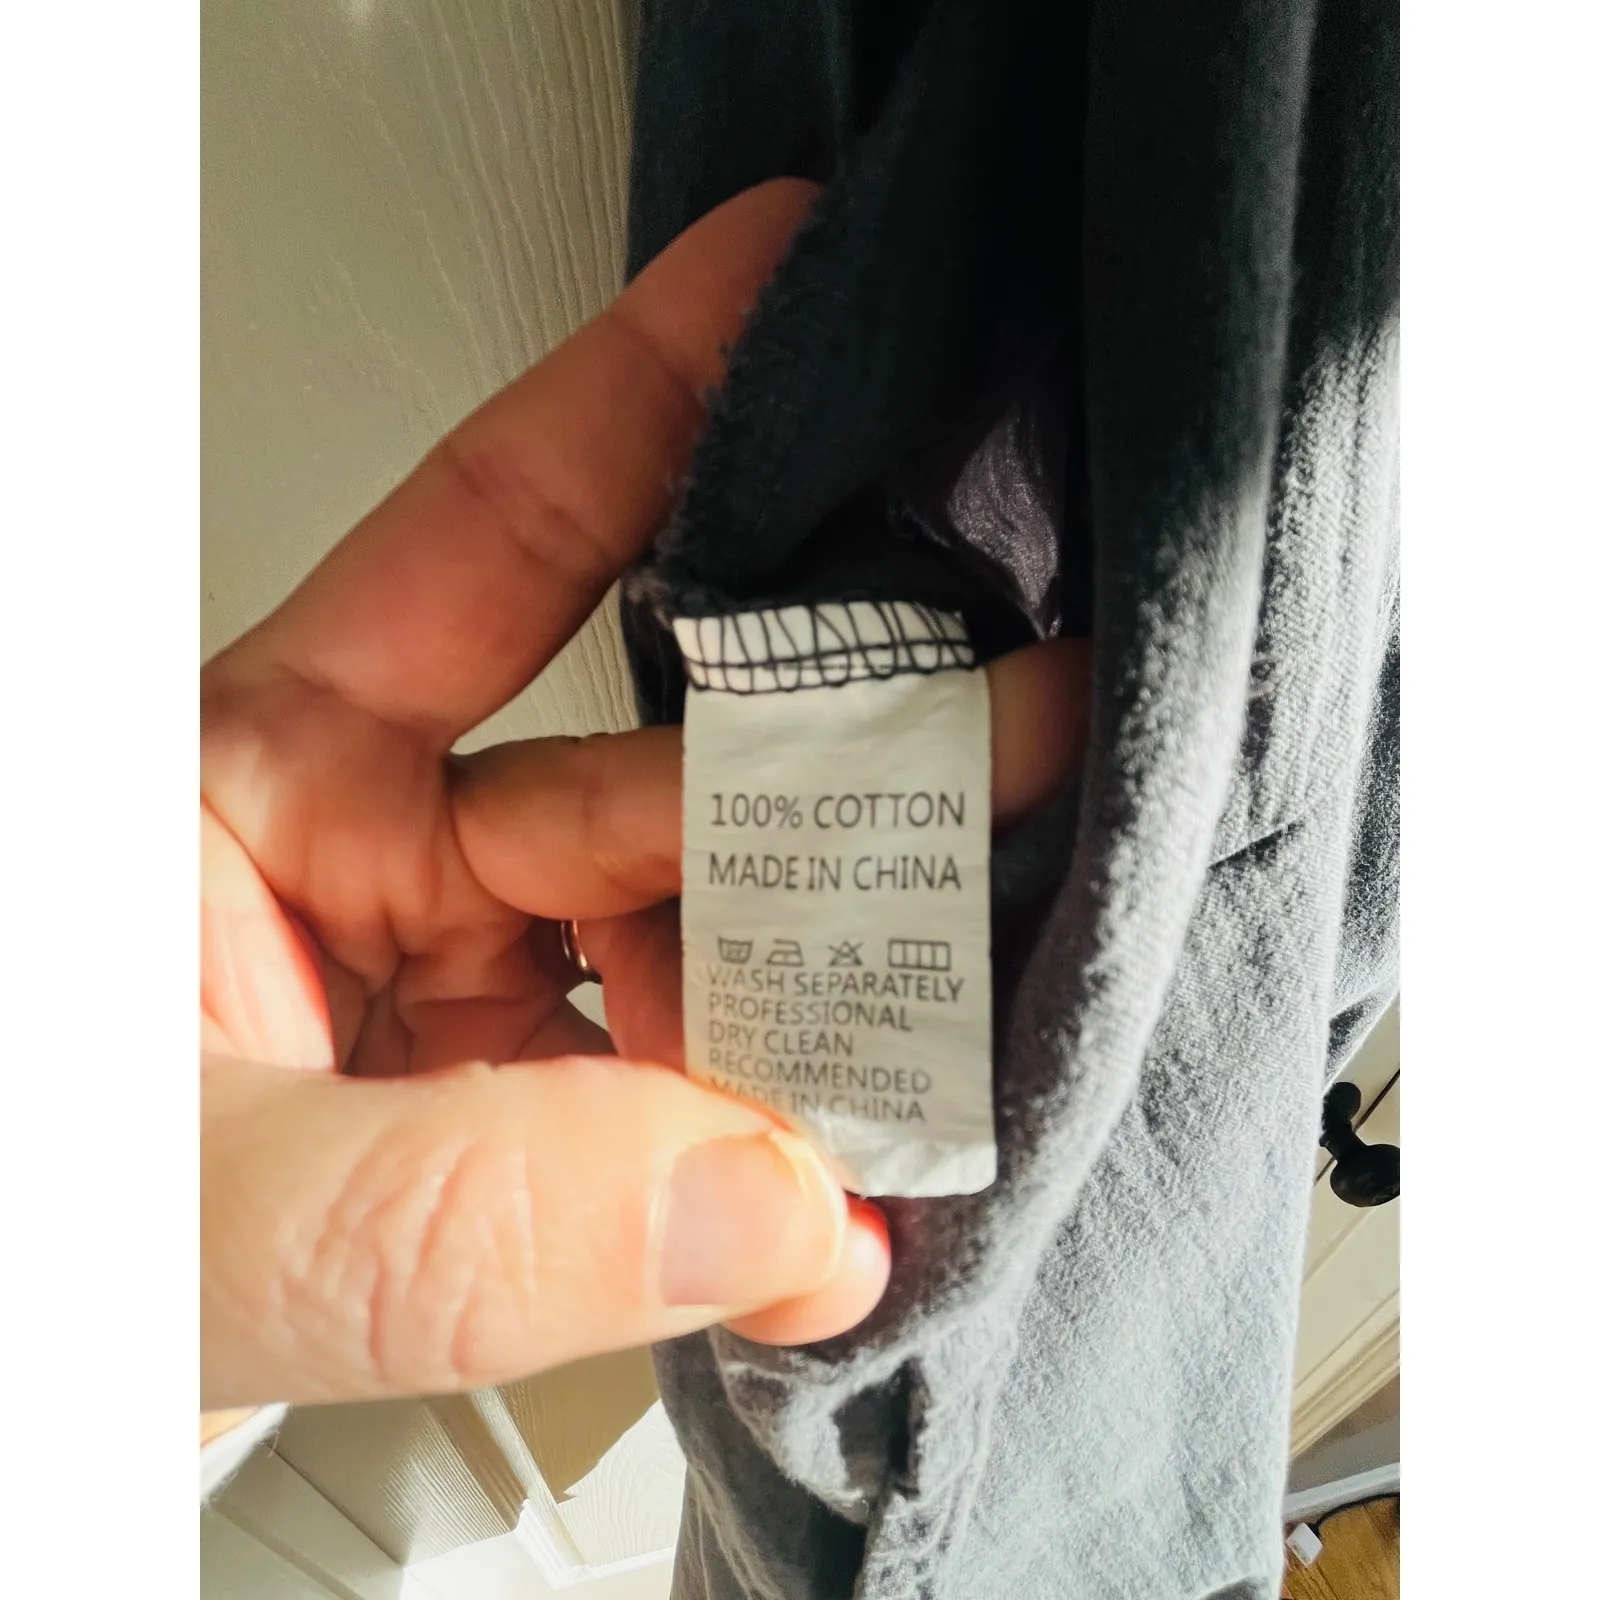 100% COTTON
MADE IN CHINA
WASH SEPARATELY
PROFESSIONAL
DRY CLEAN
RECOMMENDED
MADE IN CHINA